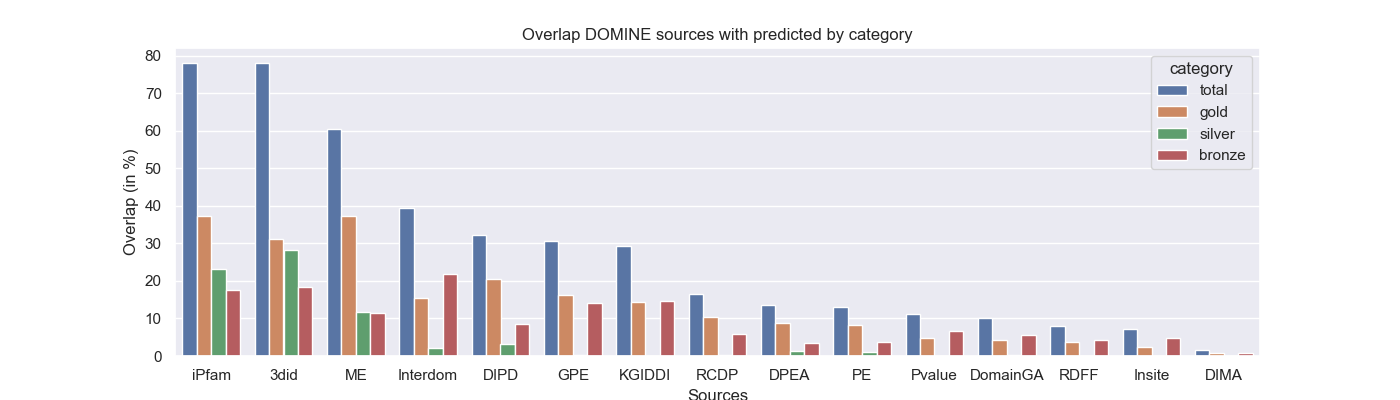 Overlap DOMINE sources with predicted by category
80
70
60
50
40
30
20
10
0
Overlap (in %)
category
total
gold
silver
bronze
iPfam 3did ME Interdom DIPD GPE KGIDDI RCDP DPEA PE Pvalue DomainGA RDFF Insite DIMA
Sources